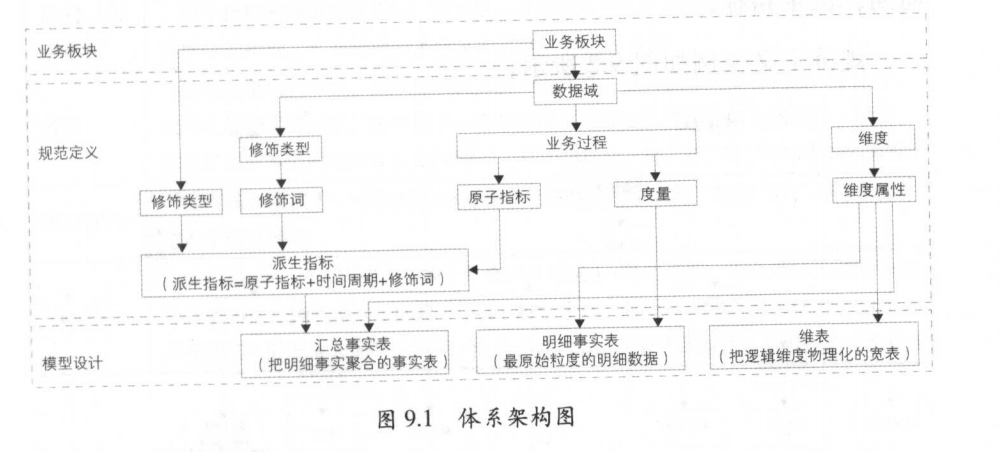 业务板块
业务板块
数据域
规范定义
修饰类型
业务过程
维度
修饰类型
修饰词
原子指标
度量
维度属性
派生指标
（派生指标=原子指标+时间周期+修饰词）
模型设计
汇总事实表
（把明细事实聚合的事实表）
明细事实表
（最原始粒度的明细数据）
维表
（把逻辑维度物理化的宽表）
图 9.1 体系架构图